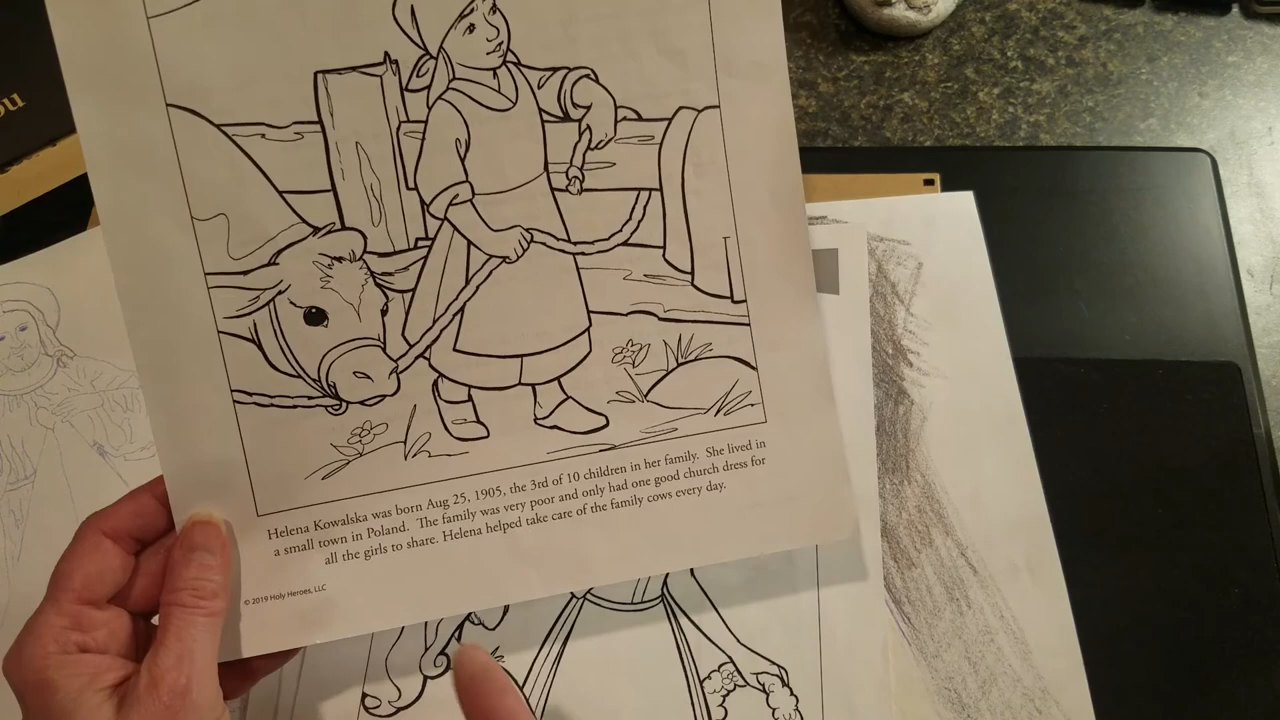 ou
Helena Kowalska was born Aug 25, 1905, the 3rd of 10 children in her family. She lived in
a small town in Poland. The family was very poor and only had one good church dress for
all the girls to share. Helena helped take care of the family cows every day.
© 2019 Holy Heroes, LLC